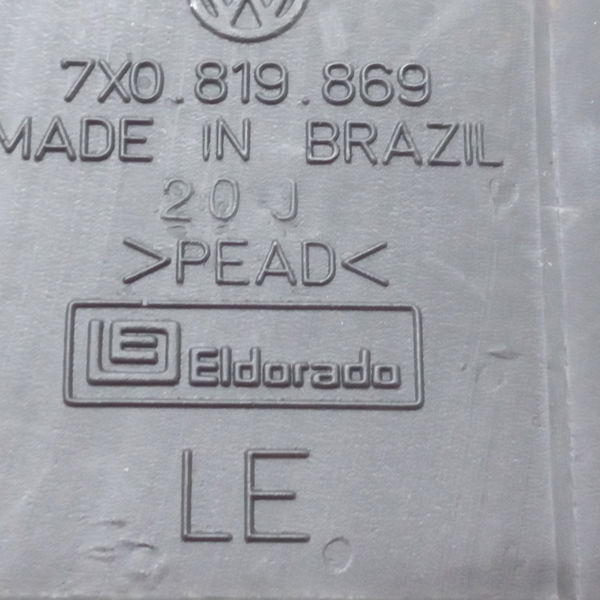 7X0.819.869
MADE IN BRAZIL
20 J
>PEAD<
Eldorado
LE